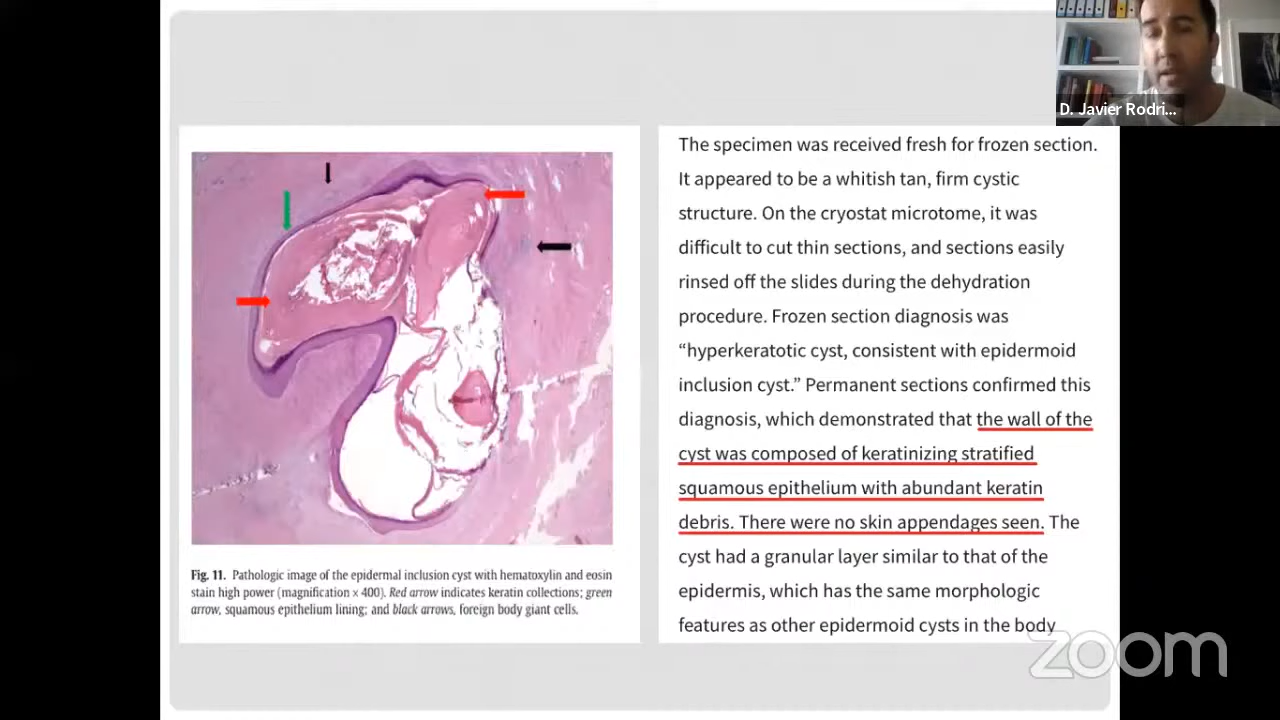 D. Javier Rodri...
The specimen was received fresh for frozen section.
It appeared to be a whitish tan, firm cystic
structure. On the cryostat microtome, it was
difficult to cut thin sections, and sections easily
rinsed off the slides during the dehydration
procedure. Frozen section diagnosis was
“hyperkeratotic cyst, consistent with epidermoid
inclusion cyst.” Permanent sections confirmed this
diagnosis, which demonstrated that the wall of the
cyst was composed of keratinizing stratified
squamous epithelium with abundant keratin
debris. There were no skin appendages seen. The
cyst had a granular layer similar to that of the
epidermis, which has the same morphologic
features as other epidermoid cysts in the body
Fig. 11. Pathologic image of the epidermal inclusion cyst with hematoxylin and eosin
stain high power (magnification × 400). Red arrow indicates keratin collections; green
arrow, squamous epithelium lining; and black arrows, foreign body giant cells.
zoom